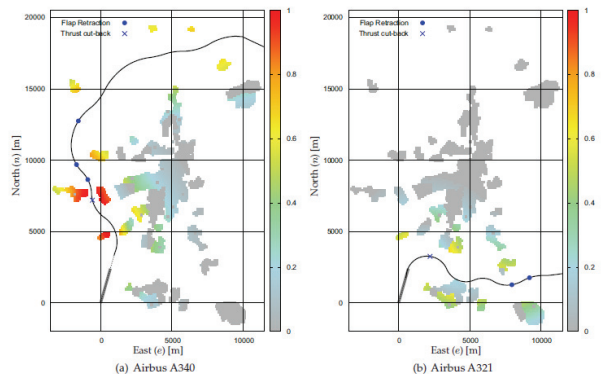 20000
15000
10000
5000
0
North (n) [m]
Flap Retraction
Thrust cut-back
0
5000
10000
East (e) [m]
1
0.8
0.6
0.4
0.2
0
(a) Airbus A340
20000
15000
10000
5000
0
North (n) [m]
Flap Retraction
Thrust cut-back
0
5000
10000
East (e) [m]
1
0.8
0.6
0.4
0.2
0
(b) Airbus A321